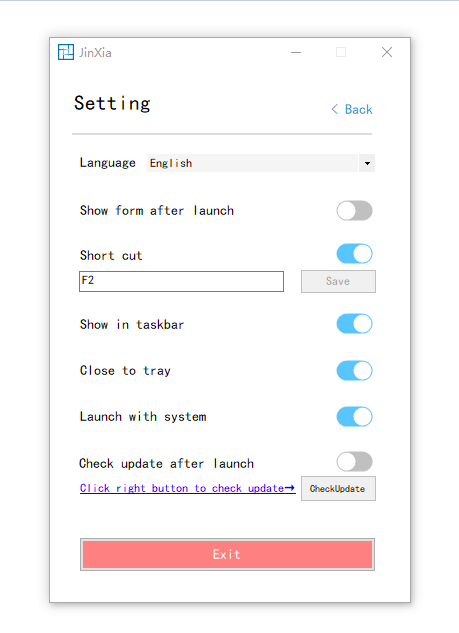 JinXia
Setting
Back
Language English
Show form after launch
Short cut
F2 Save
Show in taskbar
Close to tray
Launch with system
Check update after launch
Click right button to check update→ CheckUpdate
Exit